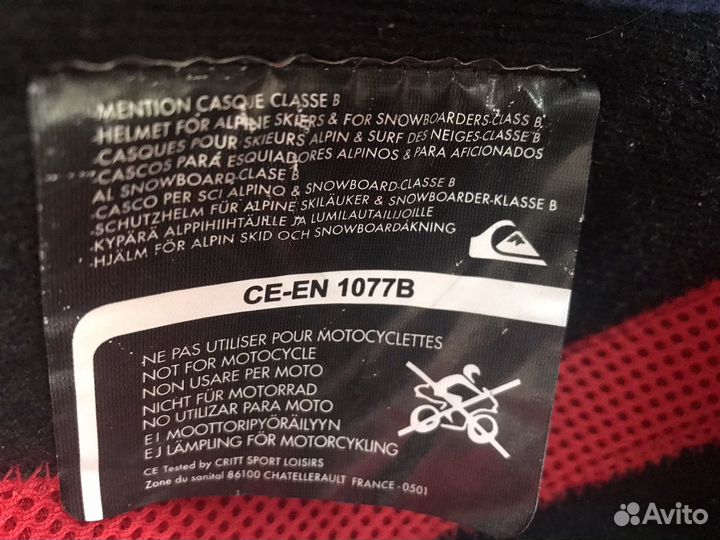 MENTION CASQUE CLASSE B
-HELMET FOR ALPINE SKIERS & FOR SNOWBOARDERS-CLASS B,
-CASQUES POUR SKIEURS ALPIN & SURF DES NEIGES-CLASSE B
-CASCOS PARA ESQUIADORES ALPINOS & PARA AFICIONADOS
AL SNOWBOARD-CLASE B
-CASCO PER SCI ALPINO & SNOWBOARD-CLASSE B
-SCHUTZHELM FÜR ALPINE SKILÄUKER & SNOWBOARDER-KLASSE B
-KYPÄRÄ ALPPIHIIHTÄJILLE JA LUMILAUTAILIJOILLE
-HJÄLM FÖR ALPIN SKID OCH SNOWBOARDÅKNING
CE-EN 1077B
NE PAS UTILISER POUR MOTOCYCLETTES
NOT FOR MOTORCYCLE
NON USARE PER MOTO
NICHT FÜR MOTORRAD
NO UTILIZAR PARA MOTO
EI MOOTTORIPYÖRÄILYYN
EJ LÄMPLING FÖR MOTORCYKLING
CE Tested by CRITT SPORT LOISIRS
Zone du sanital 86100 CHATELLERAULT FRANCE - 0501
Avito